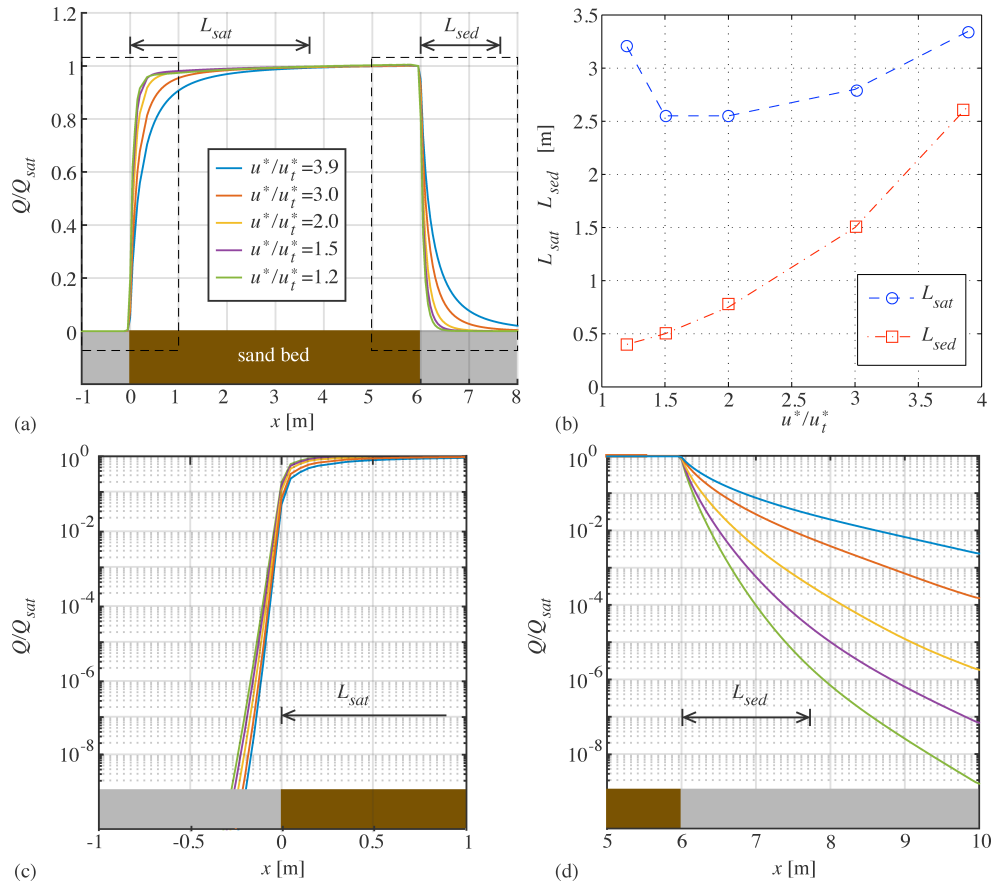 1.2
1
0.8
0.6
0.4
0.2
0
Q/Q_sat
L_sat
L_sed
u*/u*_t=3.9
u*/u*_t=3.0
u*/u*_t=2.0
u*/u*_t=1.5
u*/u*_t=1.2
sand bed
-1 0 1 2 3 4 5 6 7 8
(a) x [m]
4
3.5
3
2.5
2
1.5
1
0.5
0
L_sat L_sed [m]
L_sat
L_sed
1 1.5 2 2.5 3 3.5 4
(b) u*/u*_t
10^0
10^-2
10^-4
10^-6
10^-8
Q/Q_sat
L_sat
-1 -0.5 0 0.5 1
(c) x [m]
10^0
10^-2
10^-4
10^-6
10^-8
Q/Q_sat
L_sed
5 6 7 8 9 10
(d) x [m]